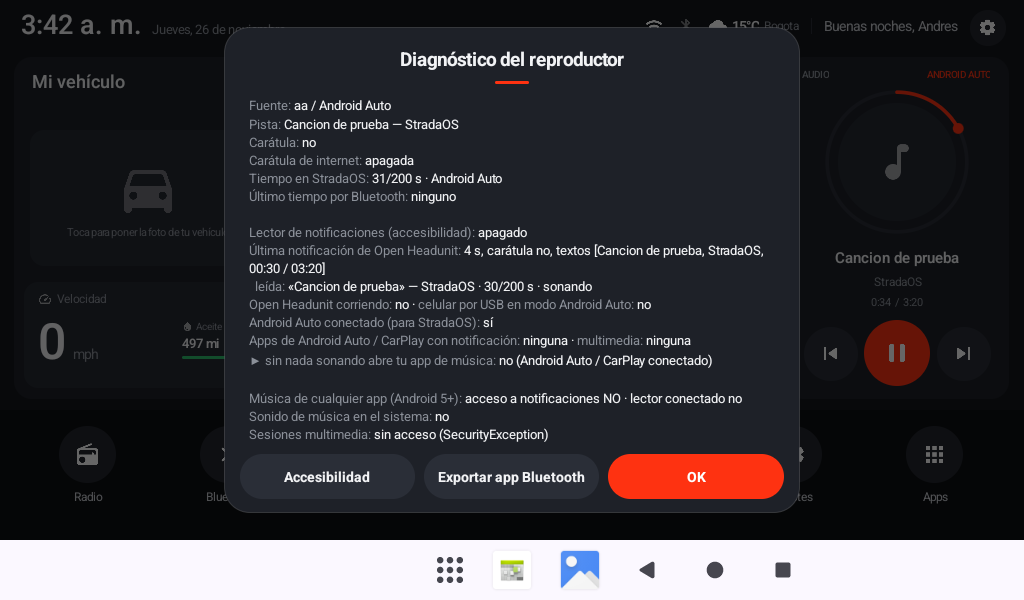 3:42 a. m.
Jueves, 26 de
15°C Bogota
Buenas noches, Andres
Mi vehículo
Toca para poner la foto de tu
Velocidad
0 mph
Aceite
497 mi
Diagnóstico del reproductor
Fuente: aa / Android Auto
Pista: Cancion de prueba — StradaOS
Carátula: no
Carátula de internet: apagada
Tiempo en StradaOS: 31/200 s · Android Auto
Último tiempo por Bluetooth: ninguno
Lector de notificaciones (accesibilidad): apagado
Última notificación de Open Headunit: 4 s, carátula no, textos [Cancion de prueba, StradaOS,
00:30 / 03:20]
leída: «Cancion de prueba» — StradaOS · 30/200 s · sonando
Open Headunit corriendo: no · celular por USB en modo Android Auto: no
Android Auto conectado (para StradaOS): sí
Apps de Android Auto / CarPlay con notificación: ninguna · multimedia: ninguna
► sin nada sonando abre tu app de música: no (Android Auto / CarPlay conectado)
Música de cualquier app (Android 5+): acceso a notificaciones NO · lector conectado no
Sonido de música en el sistema: no
Sesiones multimedia: sin acceso (SecurityException)
Accesibilidad
Exportar app Bluetooth
OK
AUDIO
ANDROID AUTO
Cancion de prueba
StradaOS
0:34 / 3:20
Radio
Apps